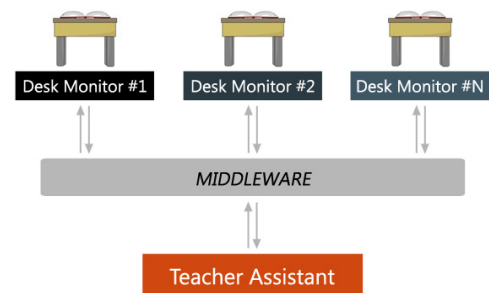 Desk Monitor #1
Desk Monitor #2
Desk Monitor #N
MIDDLEWARE
Teacher Assistant